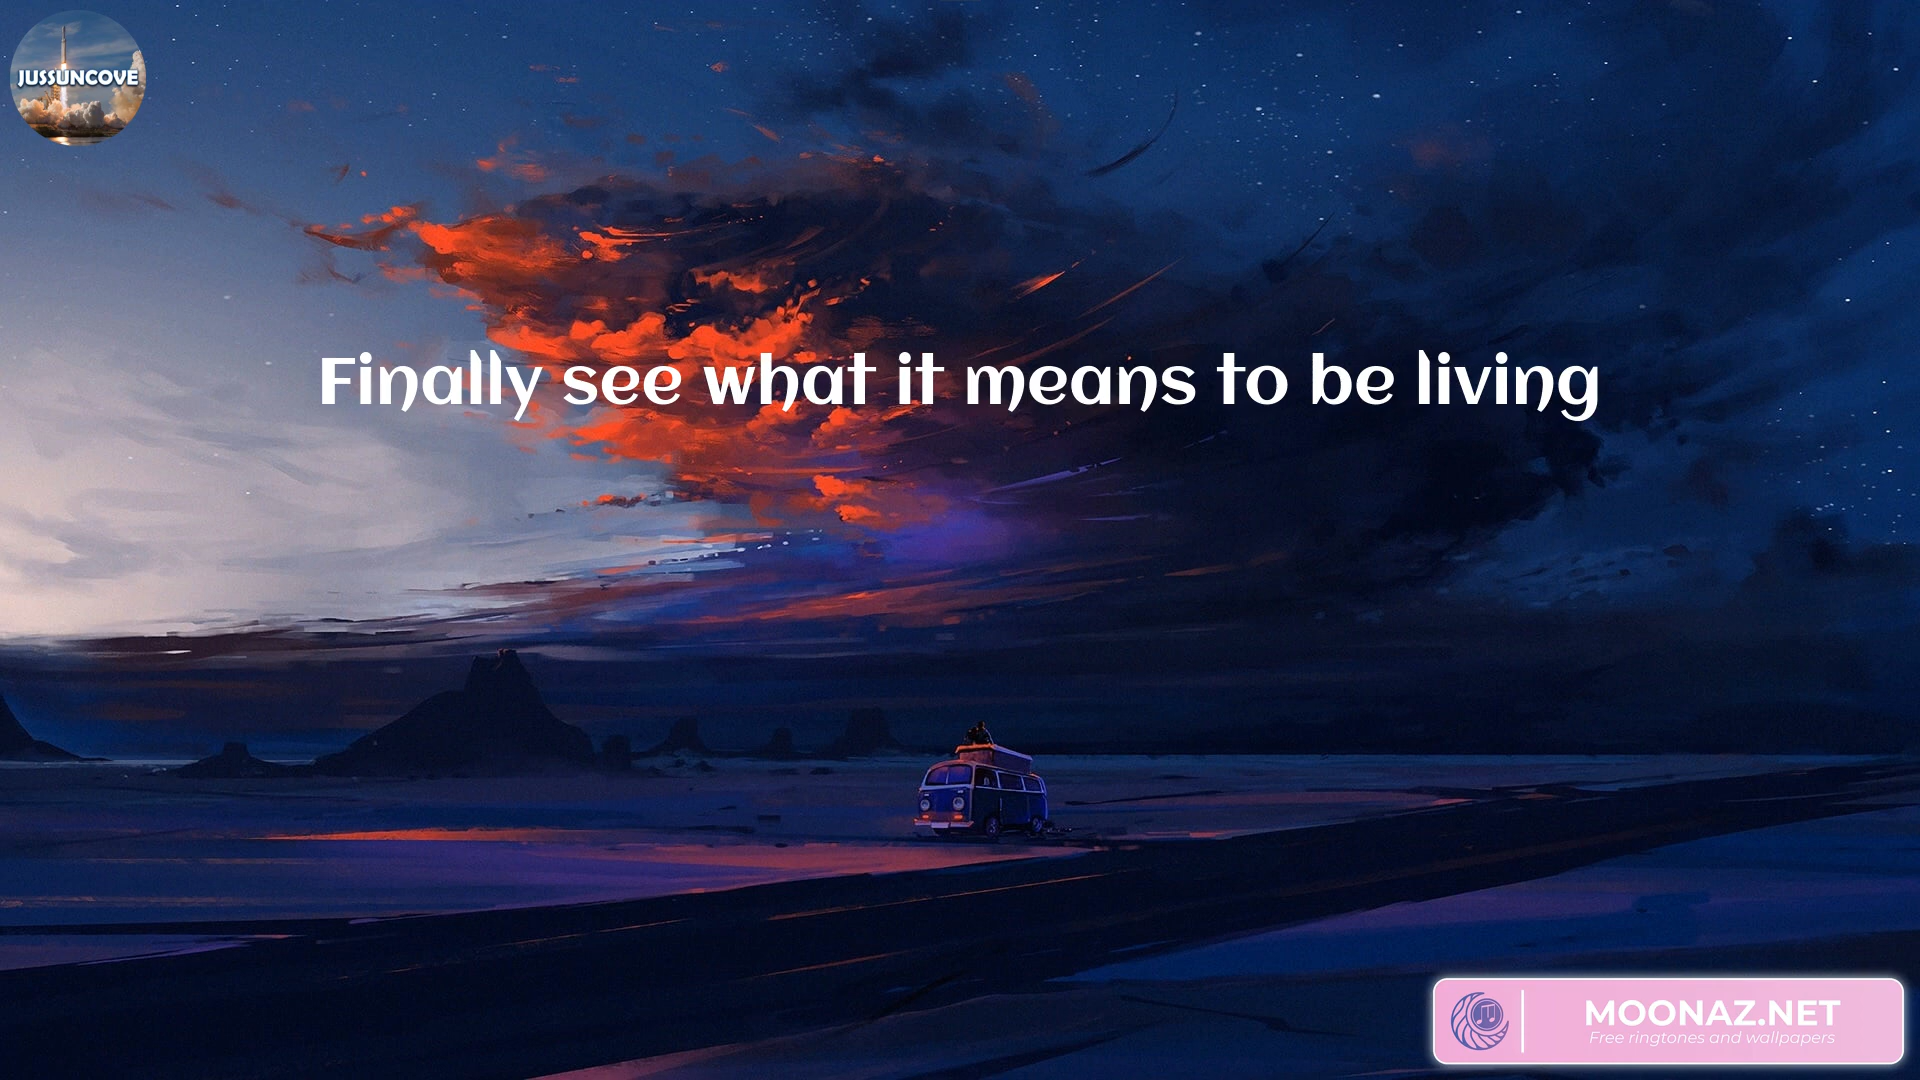 JUSSUNCOVE
Finally see what it means to be living
MOONAZ.NET
Free ringtones and wallpapers